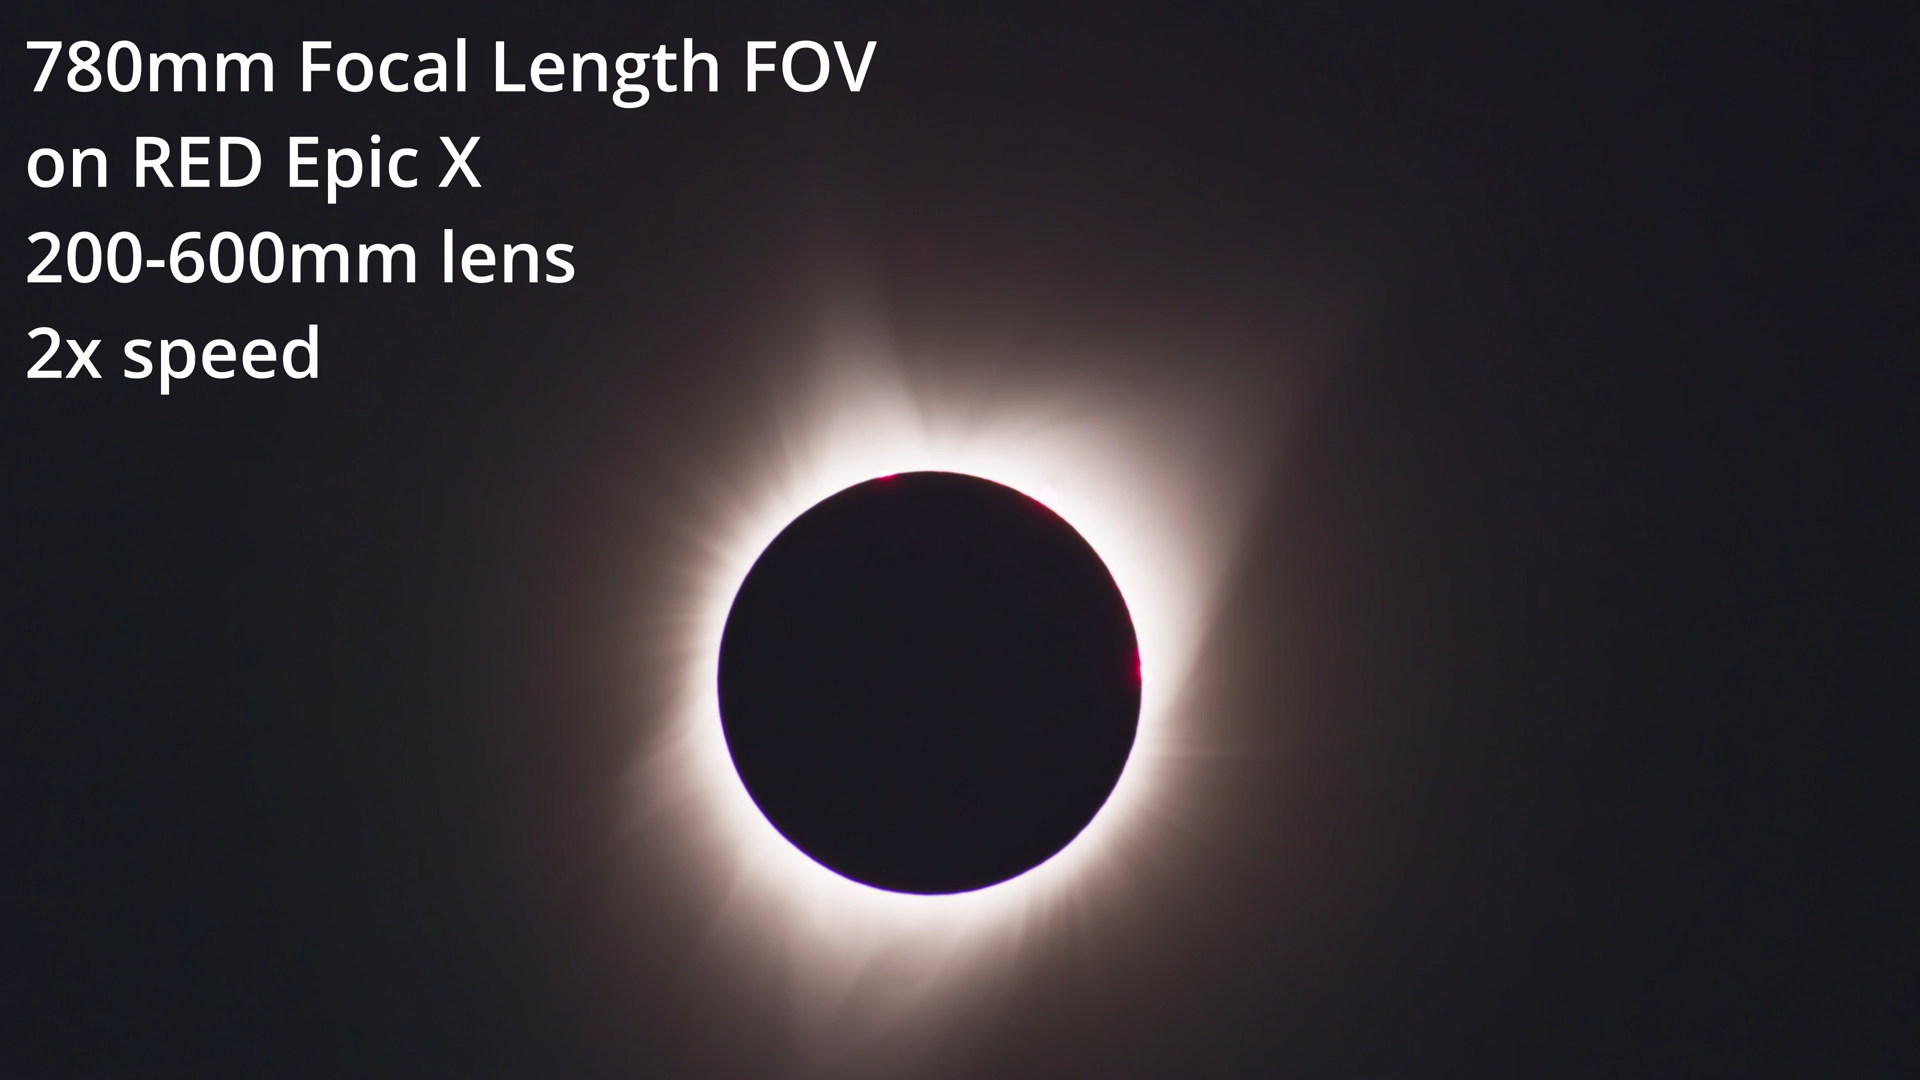 780mm Focal Length FOV
on RED Epic X
200-600mm lens
2x speed